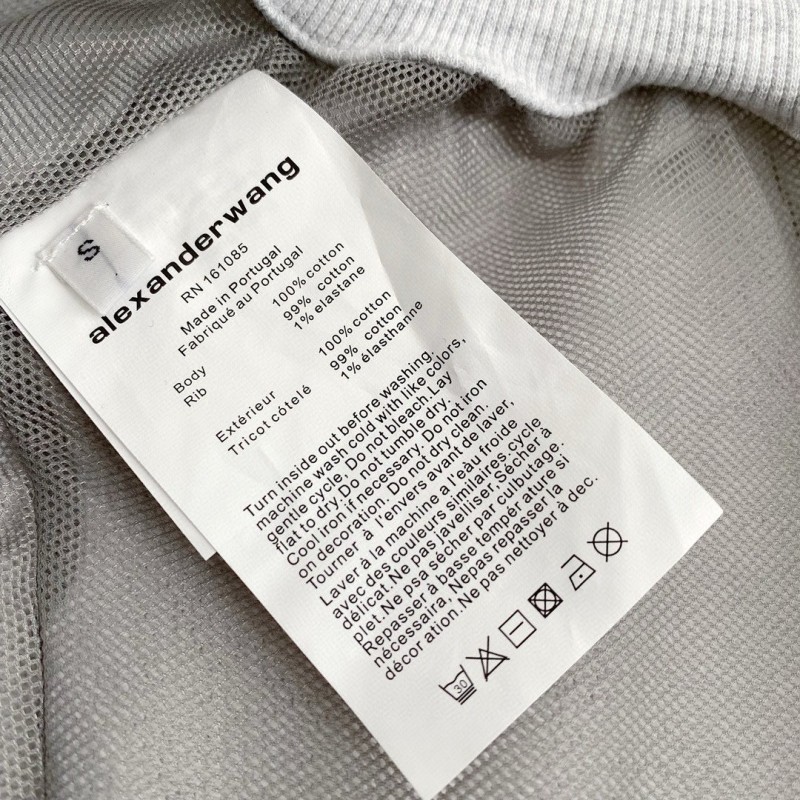 S
alexanderwang
RN 161085
Made in Portugal
Fabriqué au Portugal
Body 100% cotton
Rib 99% cotton
1% elastane
Extérieur 100% cotton
Tricot côtelé 99% cotton
1% élasthanne
Turn inside out before washing,
machine wash cold with like colors,
gentle cycle, Do not bleach.Lay
flat to dry.Do not tumble dry.
Cool iron if necessary. Do not iron
on decoration. Do not dry clean.
Tourner à l'envers avant de laver,
Laver à la machine a l'eau froide
avec des couleurs similaires,cycle
délicat.Ne pas javelliser. Sécher à
plet.Ne psa sécher par culbutage.
Repasser à basse températ ure si
nécessaira, Nepas repasser la
décor ation.Ne pas nettoyer à dec.
30